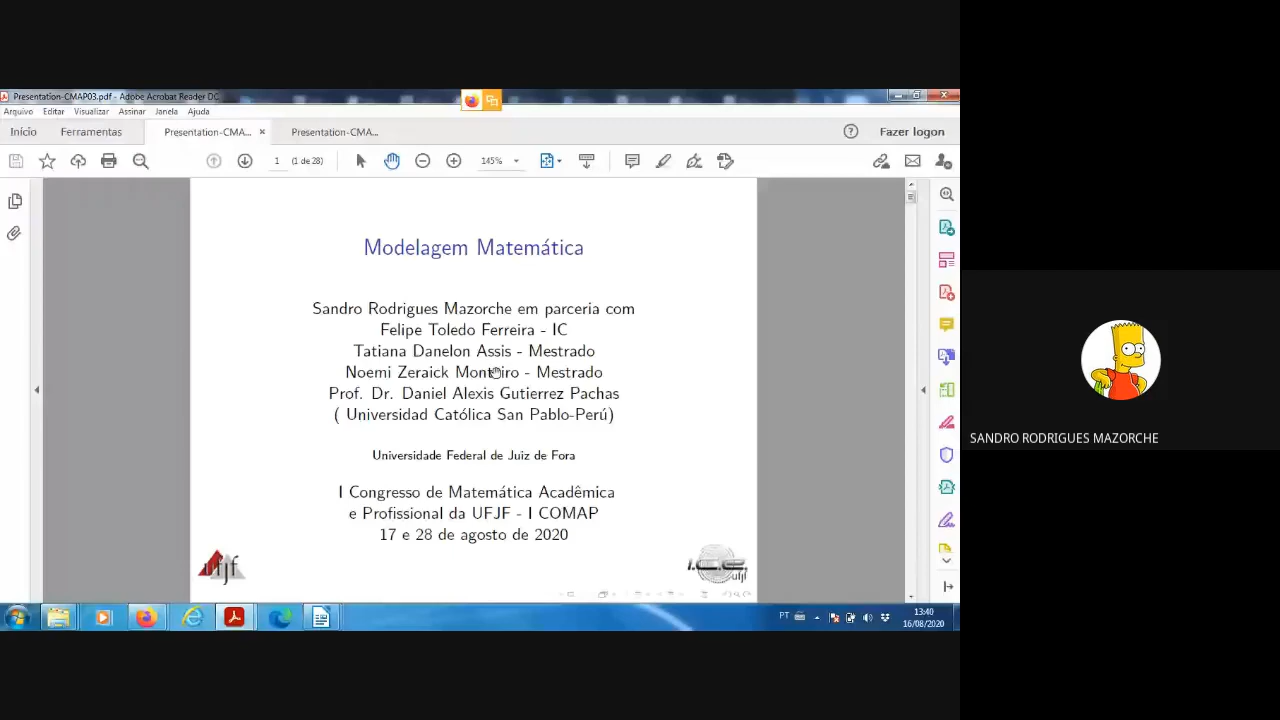 Presentation-CMAP03.pdf - Adobe Acrobat Reader DC
Arquivo Editar Visualizar Assinar Janela Ajuda
Início Ferramentas Presentation-CMA... × Presentation-CMA... Fazer logon
1 (1 de 28) 145%
Modelagem Matemática
Sandro Rodrigues Mazorche em parceria com
Felipe Toledo Ferreira - IC
Tatiana Danelon Assis - Mestrado
Noemi Zeraick Monteiro - Mestrado
Prof. Dr. Daniel Alexis Gutierrez Pachas
( Universidad Católica San Pablo-Perú)
Universidade Federal de Juiz de Fora
I Congresso de Matemática Acadêmica
e Profissional da UFJF - I COMAP
17 e 28 de agosto de 2020
ufjf
i.c.e.
ufjf
PT
13:40
16/08/2020
SANDRO RODRIGUES MAZORCHE